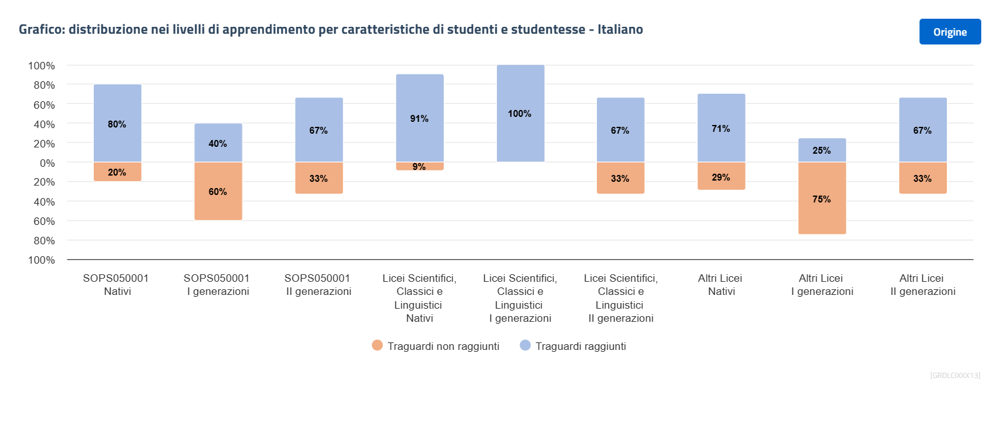 Grafico: distribuzione nei livelli di apprendimento per caratteristiche di studenti e studentesse - Italiano
Origine
100%
80%
60%
40%
20%
0%
20%
40%
60%
80%
100%
80%
20%
40%
60%
67%
33%
91%
9%
100%
67%
33%
71%
29%
25%
75%
67%
33%
SOPS050001
Nativi
SOPS050001
I generazioni
SOPS050001
II generazioni
Licei Scientifici,
Classici e
Linguistici
Nativi
Licei Scientifici,
Classici e
Linguistici
I generazioni
Licei Scientifici,
Classici e
Linguistici
II generazioni
Altri Licei
Nativi
Altri Licei
I generazioni
Altri Licei
II generazioni
Traguardi non raggiunti
Traguardi raggiunti
[GRDLCIXXX13]